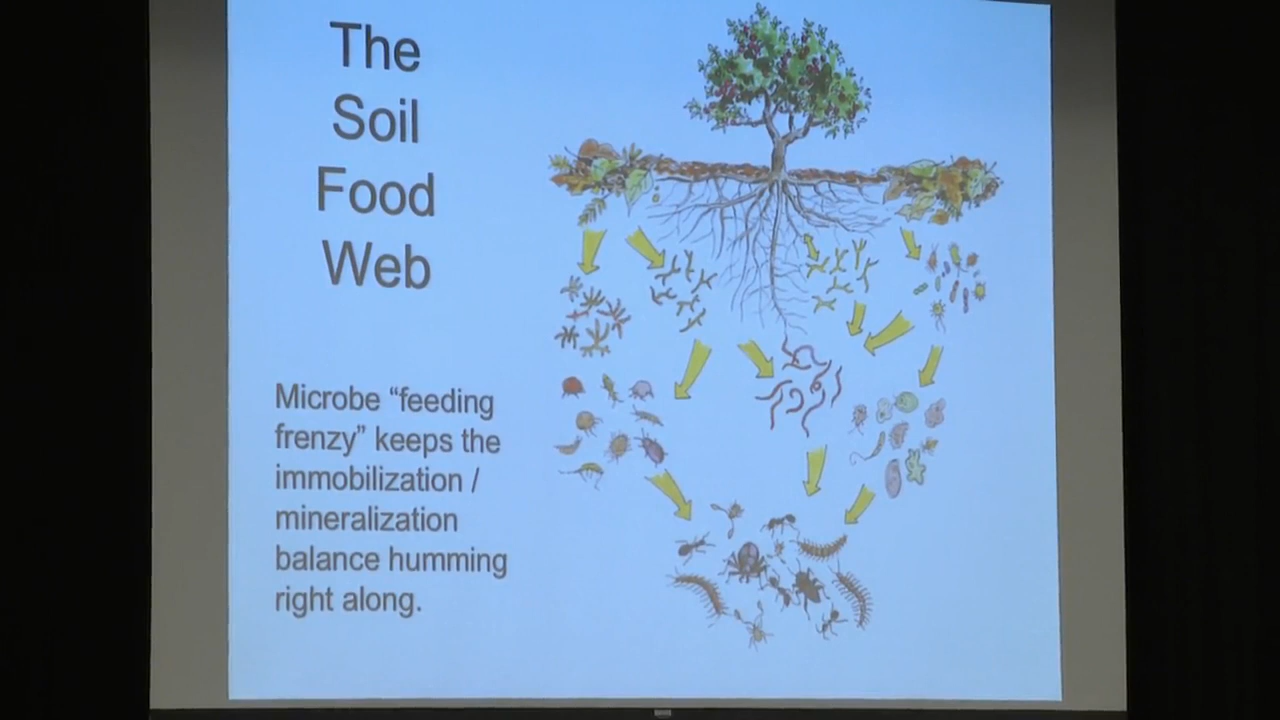 The
Soil
Food
Web
Microbe “feeding
frenzy” keeps the
immobilization /
mineralization
balance humming
right along.